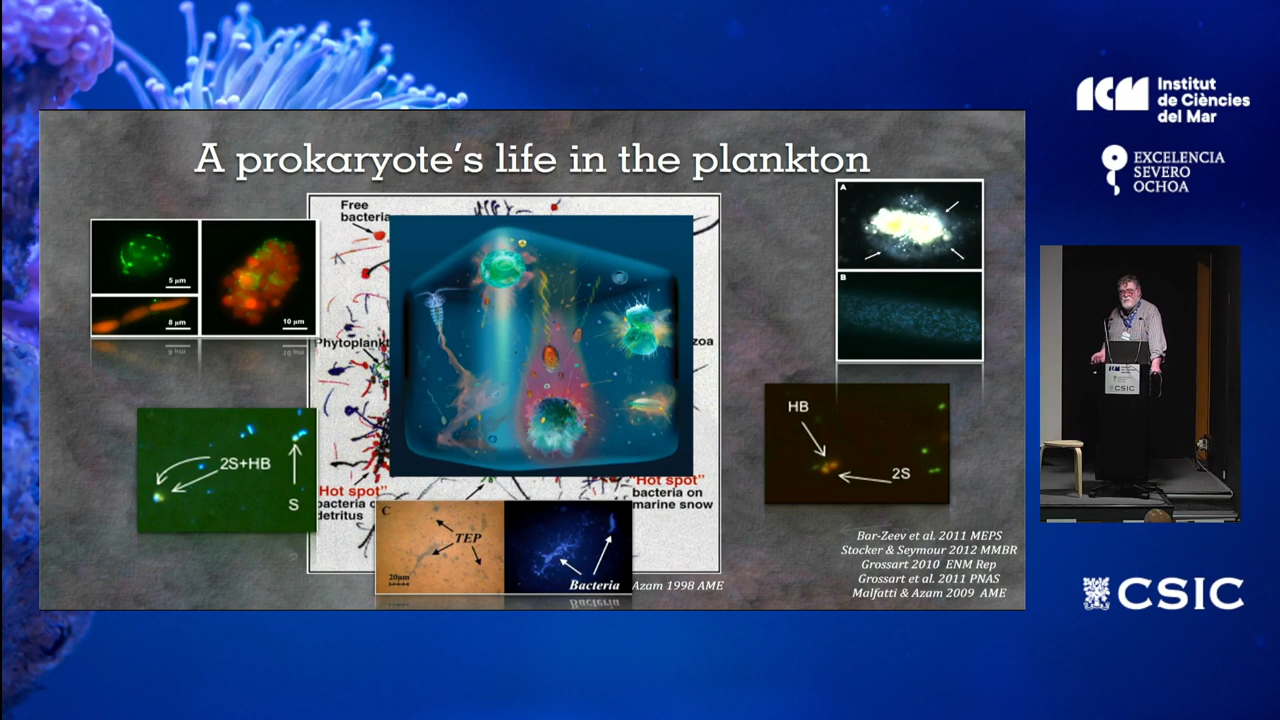 A prokaryote's life in the plankton
Free
bacteria
5 µm
8 µm
10 µm
Phytoplankt
zoa
A
B
2S+HB
S
HB
2S
Hot spot"
bacteria o
detritus
"Hot spot"
bacteria on
marine snow
C
TEP
20µm
Bacteria
Azam 1998 AME
Bar-Zeev et al. 2011 MEPS
Stocker & Seymour 2012 MMBR
Grossart 2010 ENM Rep
Grossart et al. 2011 PNAS
Malfatti & Azam 2009 AME
ICM
Institut
de Ciències
del Mar
EXCELENCIA
SEVERO
OCHOA
CSIC
CSIC